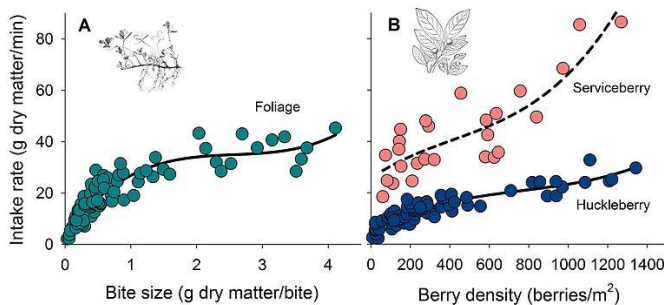 Intake rate (g dry matter/min)
80
60
40
20
0
A
Foliage
0
1
2
3
4
Bite size (g dry matter/bite)
B
Serviceberry
Huckleberry
0
200
400
600
800
1000
1200
1400
Berry density (berries/m²)